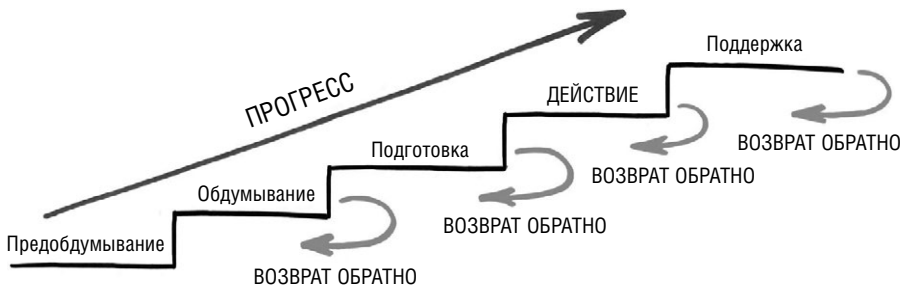 ПРОГРЕСС
Поддержка
ДЕЙСТВИЕ
ВОЗВРАТ ОБРАТНО
Подготовка
ВОЗВРАТ ОБРАТНО
Обдумывание
ВОЗВРАТ ОБРАТНО
Предобдумывание
ВОЗВРАТ ОБРАТНО